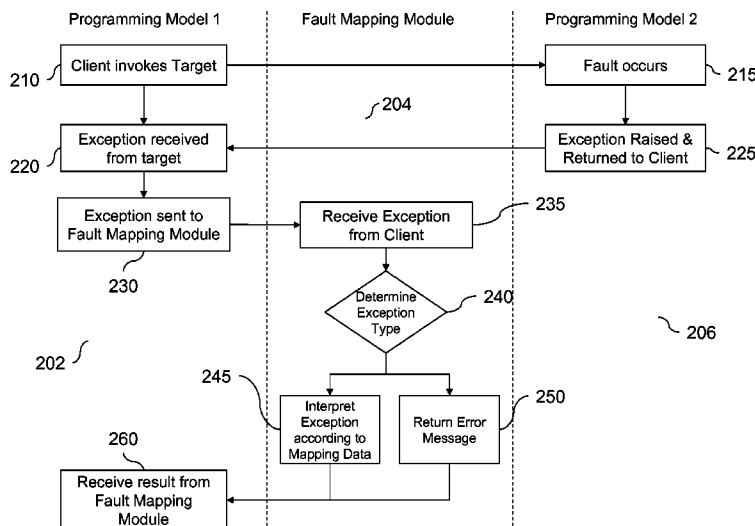 Programming Model 1
Fault Mapping Module
Programming Model 2
Client invokes Target
210
Fault occurs
215
204
Exception received
from target
220
Exception Raised &
Returned to Client
225
Exception sent to
Fault Mapping Module
230
Receive Exception
from Client
235
Determine
Exception
Type
240
206
202
245
Interpret
Exception
according to
Mapping Data
Return Error
Message
250
260
Receive result from
Fault Mapping
Module